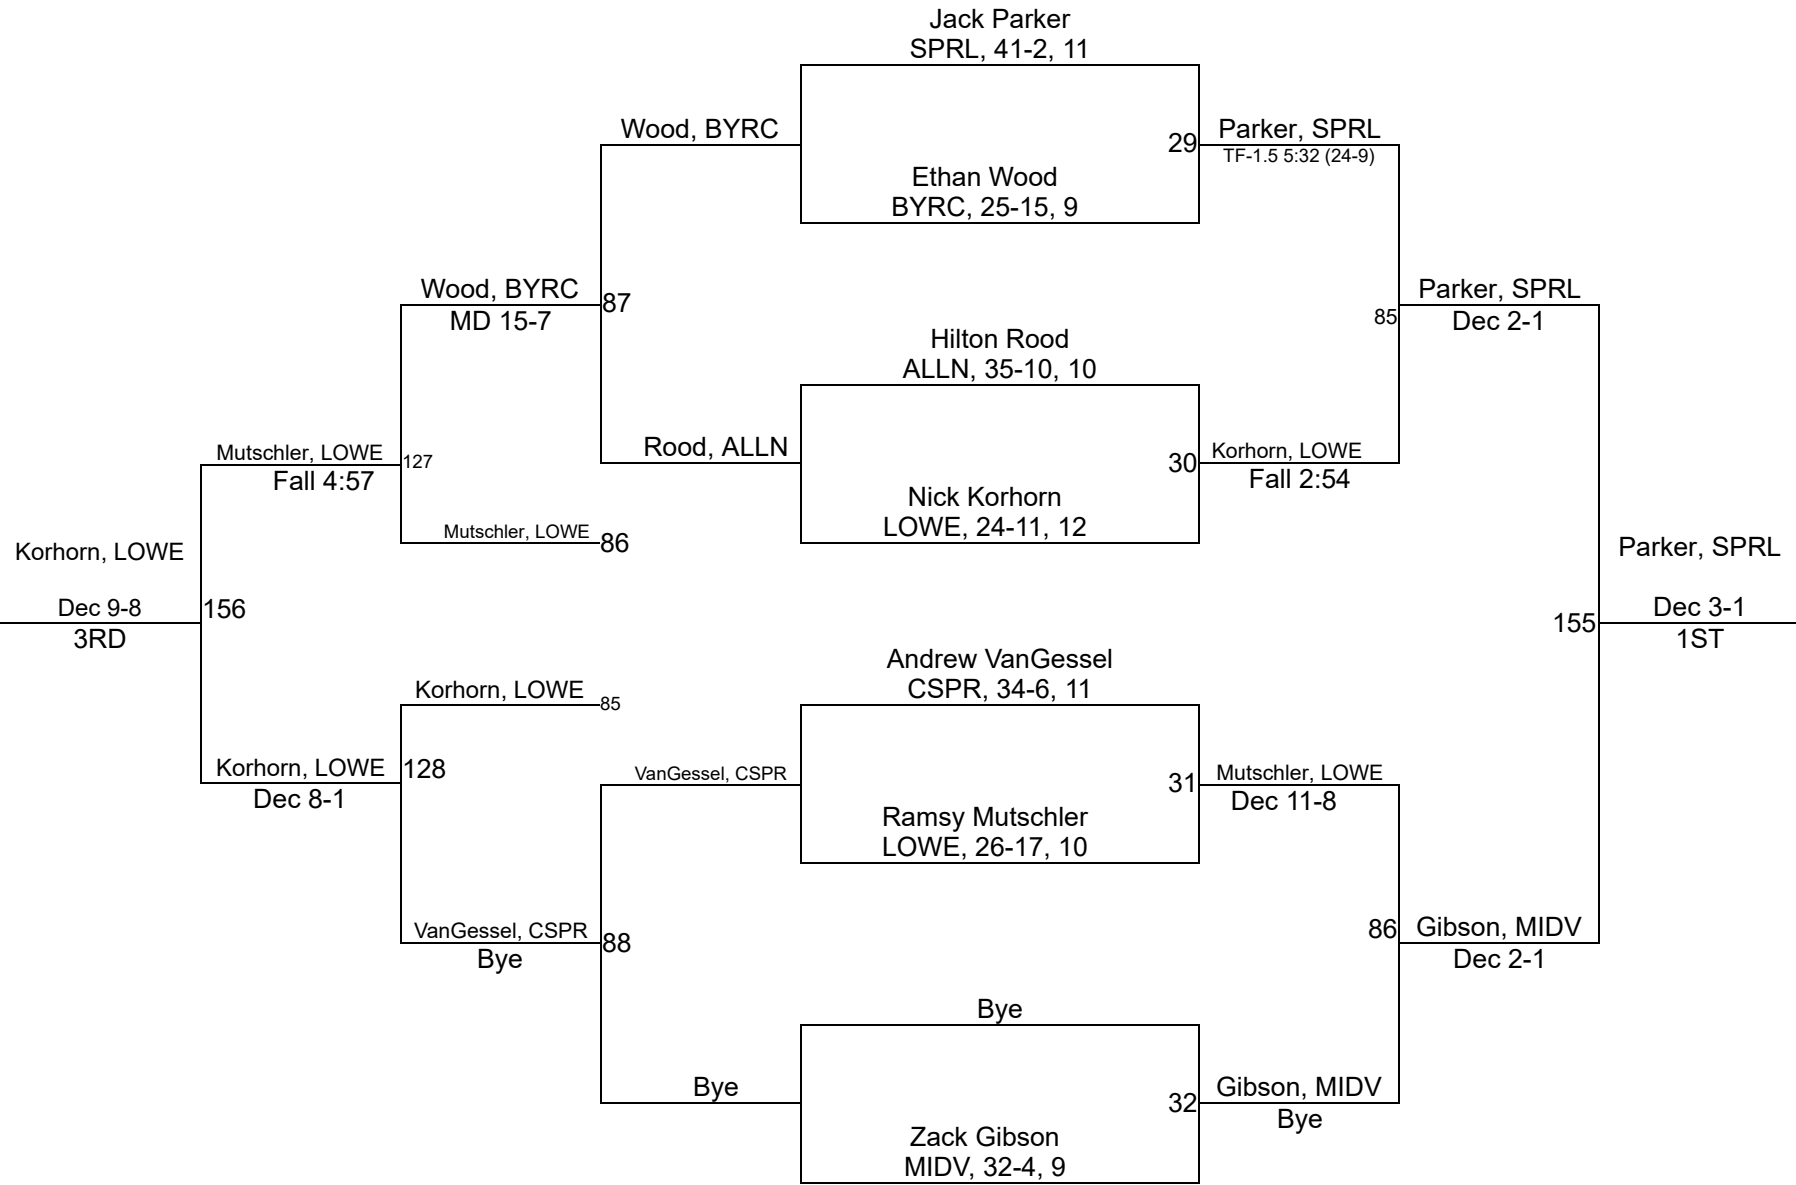 Jack Parker
SPRL, 41-2, 11
Wood, BYRC
29
Parker, SPRL
TF-1.5 5:32 (24-9)
Ethan Wood
BYRC, 25-15, 9
Wood, BYRC
MD 15-7
87
Parker, SPRL
85
Dec 2-1
Hilton Rood
ALLN, 35-10, 10
Rood, ALLN
30
Korhorn, LOWE
Fall 2:54
Mutschler, LOWE
127
Fall 4:57
Nick Korhorn
LOWE, 24-11, 12
Mutschler, LOWE
86
Korhorn, LOWE
Dec 9-8
156
3RD
Parker, SPRL
155
Dec 3-1
1ST
Andrew VanGessel
CSPR, 34-6, 11
Korhorn, LOWE
85
Korhorn, LOWE
128
Dec 8-1
VanGessel, CSPR
31
Mutschler, LOWE
Dec 11-8
Ramsy Mutschler
LOWE, 26-17, 10
VanGessel, CSPR
88
Bye
86
Gibson, MIDV
Dec 2-1
Bye
Bye
32
Gibson, MIDV
Bye
Zack Gibson
MIDV, 32-4, 9